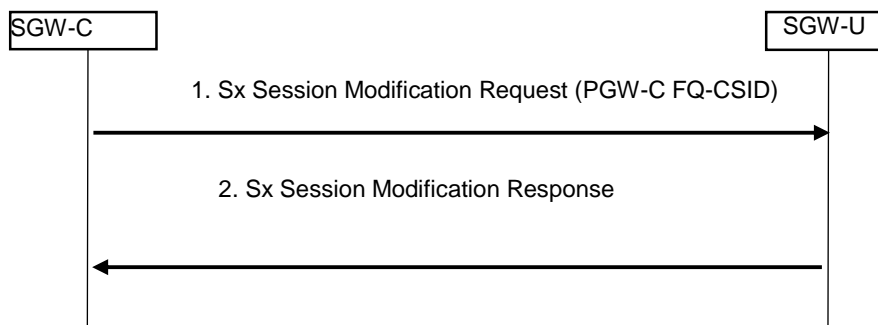 SGW-C
SGW-U
1. Sx Session Modification Request (PGW-C FQ-CSID)
2. Sx Session Modification Response